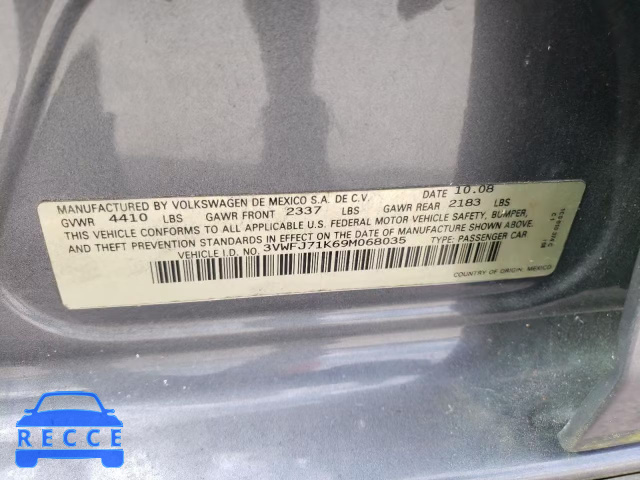 MANUFACTURED BY VOLKSWAGEN DE MEXICO S.A. DE C.V. DATE 10.08
GVWR 4410 LBS GAWR FRONT 2337 LBS GAWR REAR 2183 LBS
THIS VEHICLE CONFORMS TO ALL APPLICABLE U.S. FEDERAL MOTOR VEHICLE SAFETY, BUMPER,
AND THEFT PREVENTION STANDARDS IN EFFECT ON THE DATE OF MANUFACTURE SHOWN ABOVE.
VEHICLE I.D. NO. 3VWFJ71K69M068035 TYPE: PASSENGER CAR
COUNTRY OF ORIGIN: MEXICO
RECCE